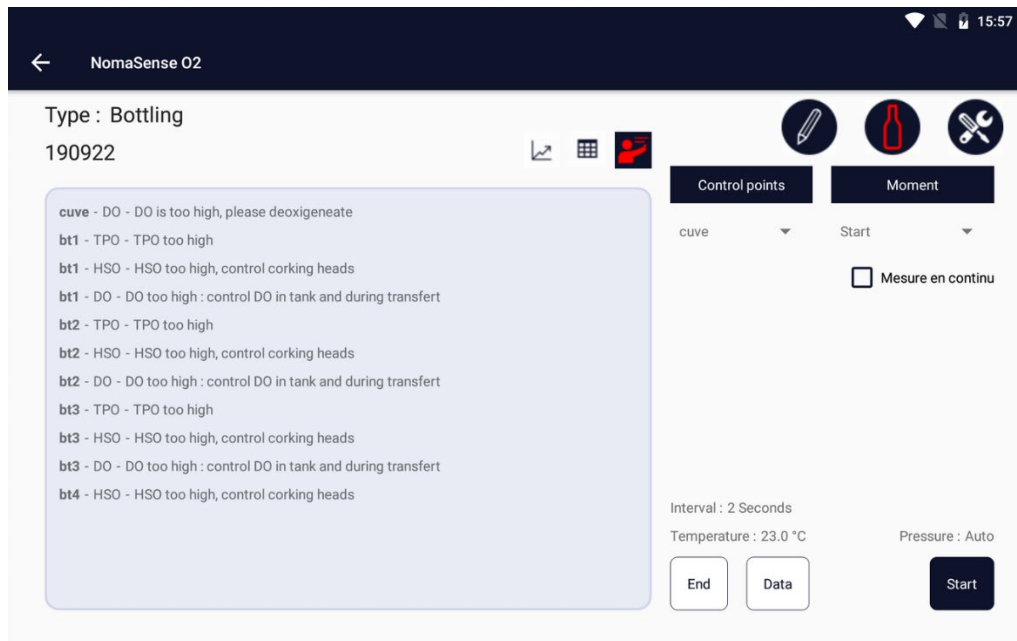 15:57
NomaSense O2
Type : Bottling
190922
cuve - DO - DO is too high, please deoxigeneate
bt1 - TPO - TPO too high
bt1 - HSO - HSO too high, control corking heads
bt1 - DO - DO too high : control DO in tank and during transfert
bt2 - TPO - TPO too high
bt2 - HSO - HSO too high, control corking heads
bt2 - DO - DO too high : control DO in tank and during transfert
bt3 - TPO - TPO too high
bt3 - HSO - HSO too high, control corking heads
bt3 - DO - DO too high : control DO in tank and during transfert
bt4 - HSO - HSO too high, control corking heads
Control points
Moment
cuve
Start
Mesure en continu
Interval : 2 Seconds
Temperature : 23.0 °C
Pressure : Auto
End
Data
Start